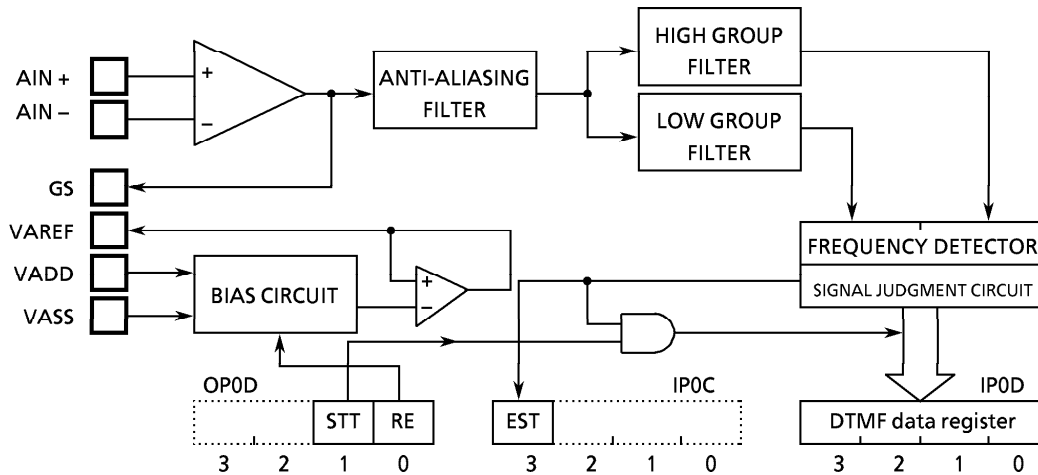 AIN +
AIN −
GS
VAREF
VADD
VASS
+
−
ANTI-ALIASING
FILTER
HIGH GROUP
FILTER
LOW GROUP
FILTER
BIAS CIRCUIT
+
−
FREQUENCY DETECTOR
SIGNAL JUDGMENT CIRCUIT
OP0D
STT RE
3 2 1 0
IP0C
EST
3 2 1 0
IP0D
DTMF data register
3 2 1 0